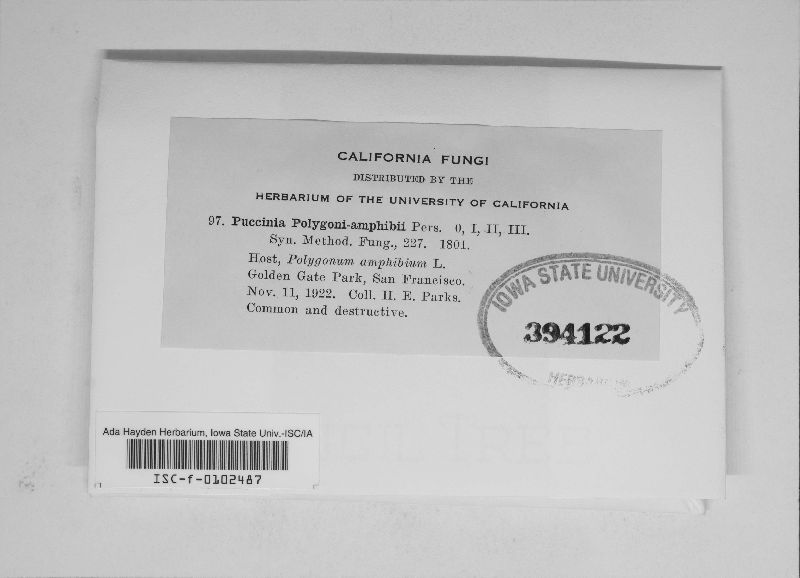 CALIFORNIA FUNGI
DISTRIBUTED BY THE
HERBARIUM OF THE UNIVERSITY OF CALIFORNIA
97. Puccinia Polygoni-amphibii Pers. 0, I, II, III.
Syn. Method. Fung., 227. 1801.
Host, Polygonum amphibium L.
Golden Gate Park, San Francisco.
Nov. 11, 1922. Coll. H. E. Parks.
Common and destructive.
IOWA STATE UNIVERSITY
394122
HERBARIUM
Ada Hayden Herbarium, Iowa State Univ.-ISC/IA
ISC-f-0102487